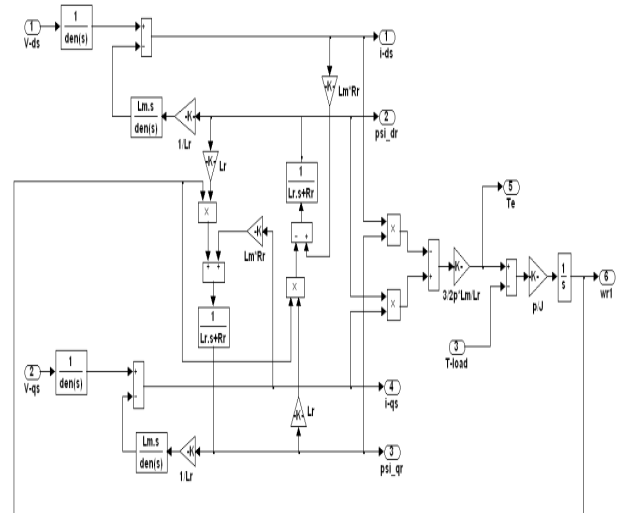 1
V-ds
1
den(s)
+
-
1
i-ds
-K-
Lm*Rr
Lm.s
den(s)
-K-
1/Lr
2
psi_dr
-K-
Lr
1
Lr.s+Rr
5
Te
X
- +
X
-K-
Lm*Rr
+ +
-
+
-K-
3/2p*Lm/Lr
+
-
-K-
p/J
1
s
6
wr1
X
X
1
Lr.s+Rr
3
T-load
2
V-qs
1
den(s)
+
-
4
i-qs
-K-
Lr
Lm.s
den(s)
-K-
1/Lr
3
psi_qr